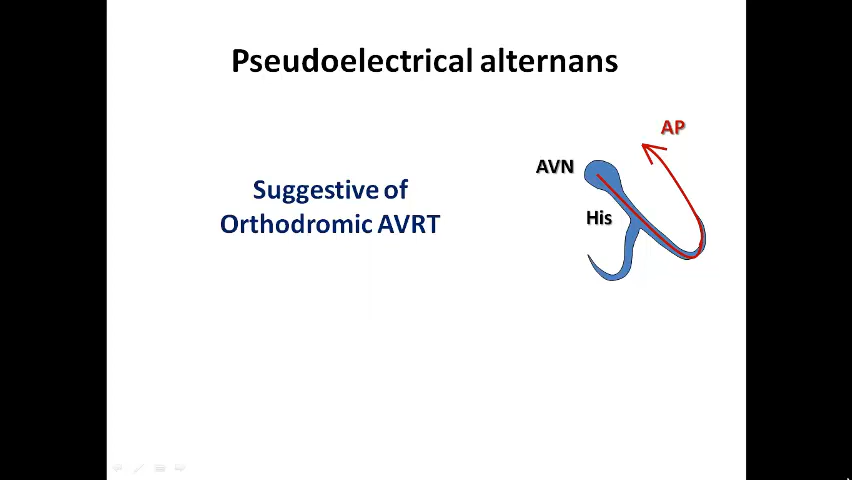 Pseudoelectrical alternans
AP
AVN
Suggestive of
Orthodromic AVRT
His